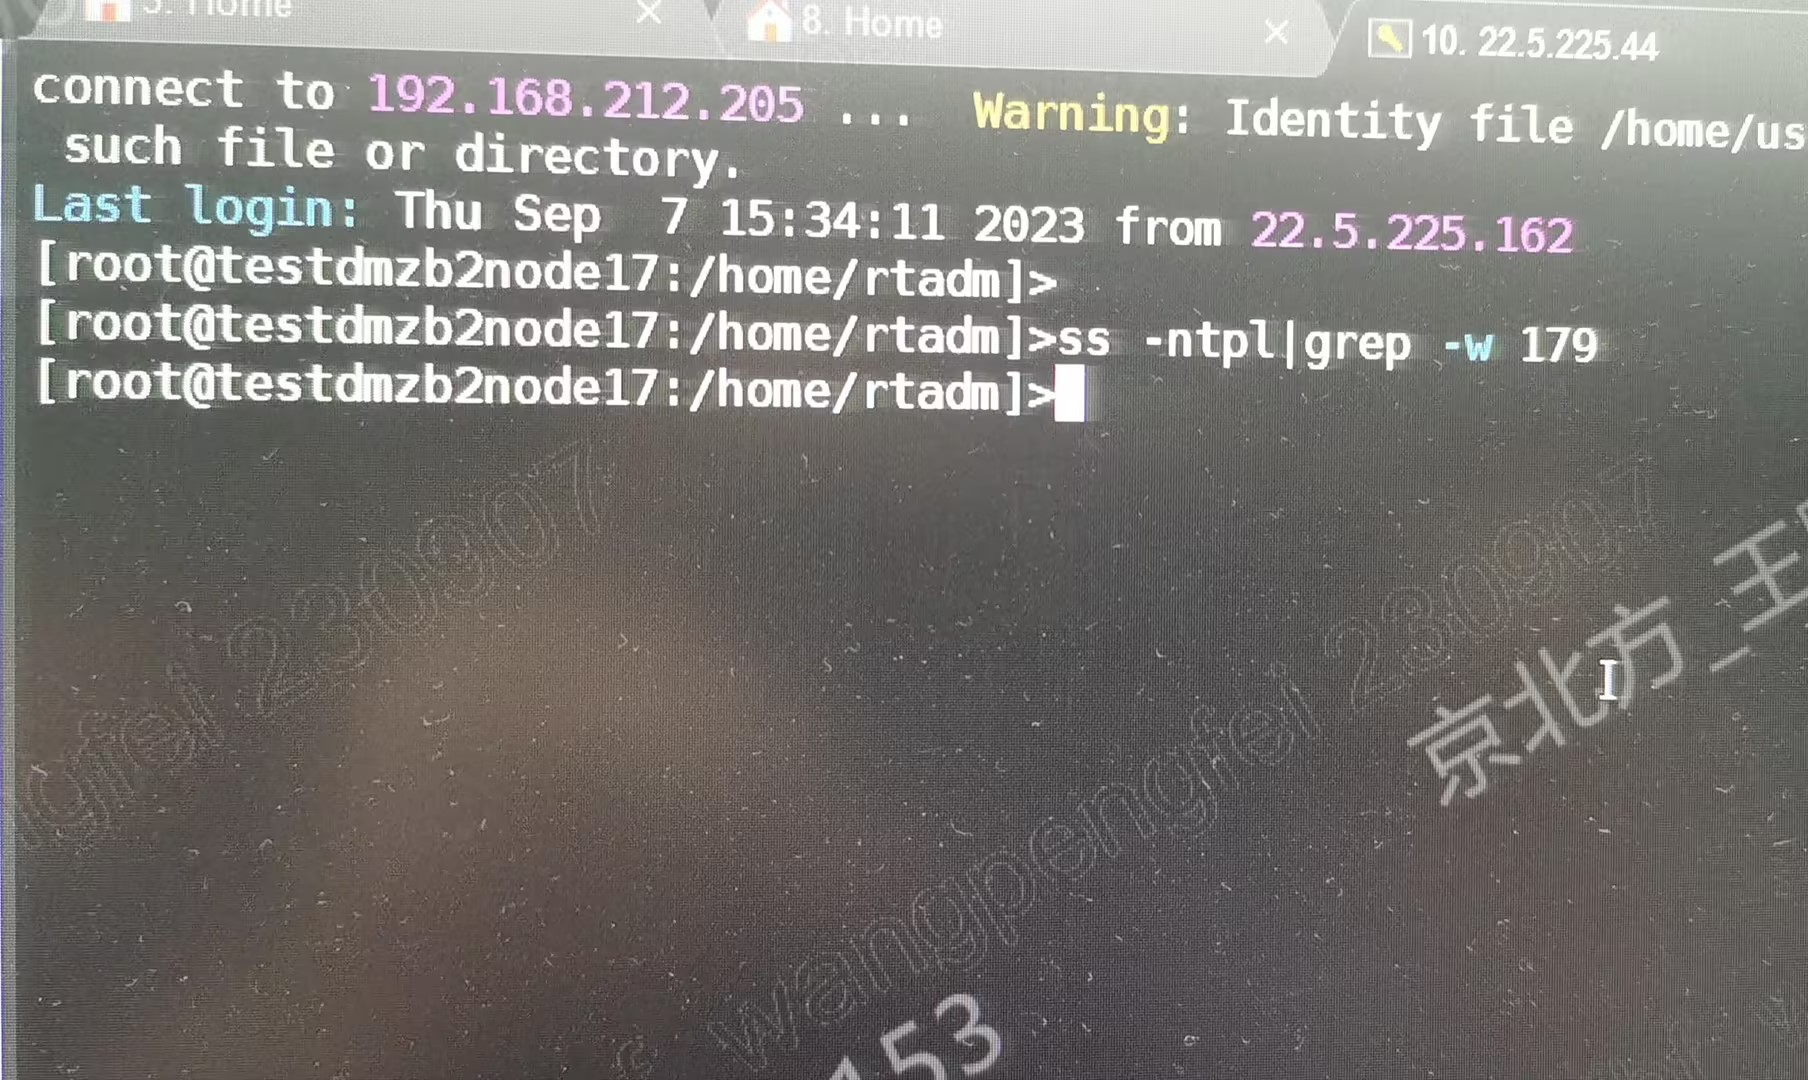 Home
8. Home
10. 22.5.225.44
connect to 192.168.212.205 ... Warning: Identity file /home/us
such file or directory.
Last login: Thu Sep 7 15:34:11 2023 from 22.5.225.162
[root@testdmzb2node17:/home/rtadm]>
[root@testdmzb2node17:/home/rtadm]>ss -ntpl|grep -w 179
[root@testdmzb2node17:/home/rtadm]>
230907
wangpengfei 230907
京北方_王
153